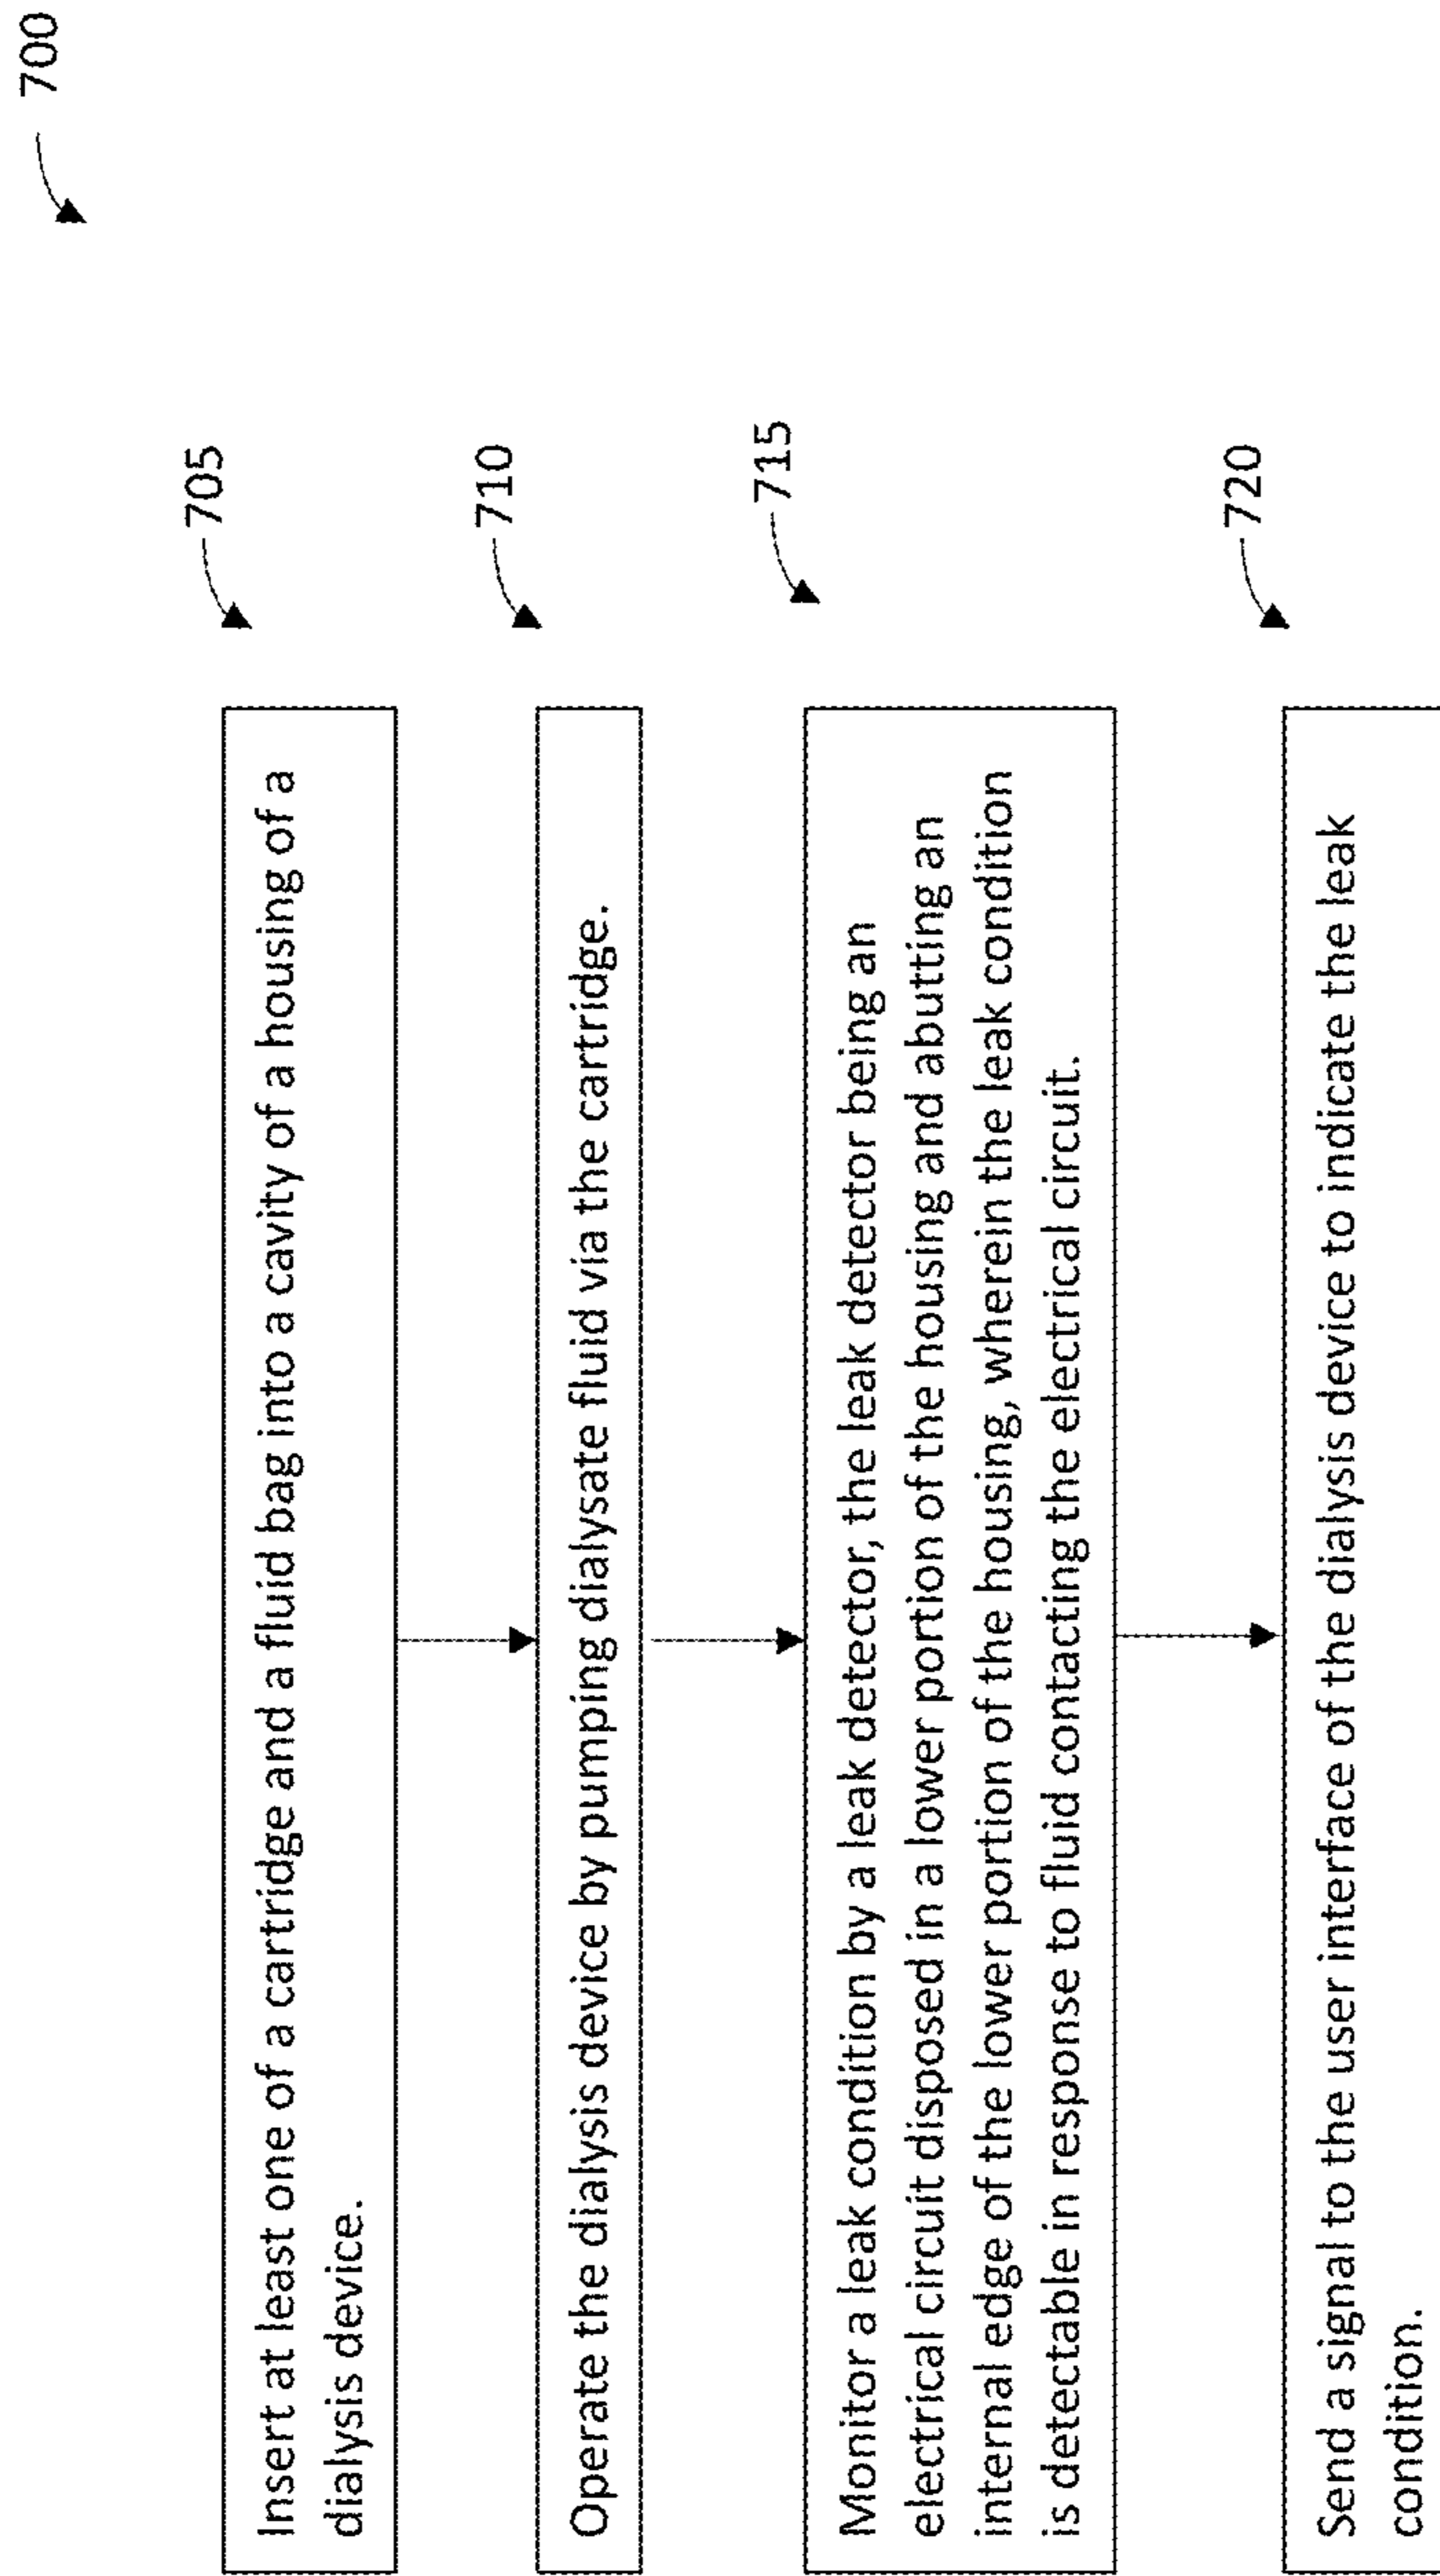 700
705
Insert at least one of a cartridge and a fluid bag into a cavity of a housing of a
dialysis device.
710
Operate the dialysis device by pumping dialysate fluid via the cartridge.
715
Monitor a leak condition by a leak detector, the leak detector being an
electrical circuit disposed in a lower portion of the housing and abutting an
internal edge of the lower portion of the housing, wherein the leak condition
is detectable in response to fluid contacting the electrical circuit.
720
Send a signal to the user interface of the dialysis device to indicate the leak
condition.